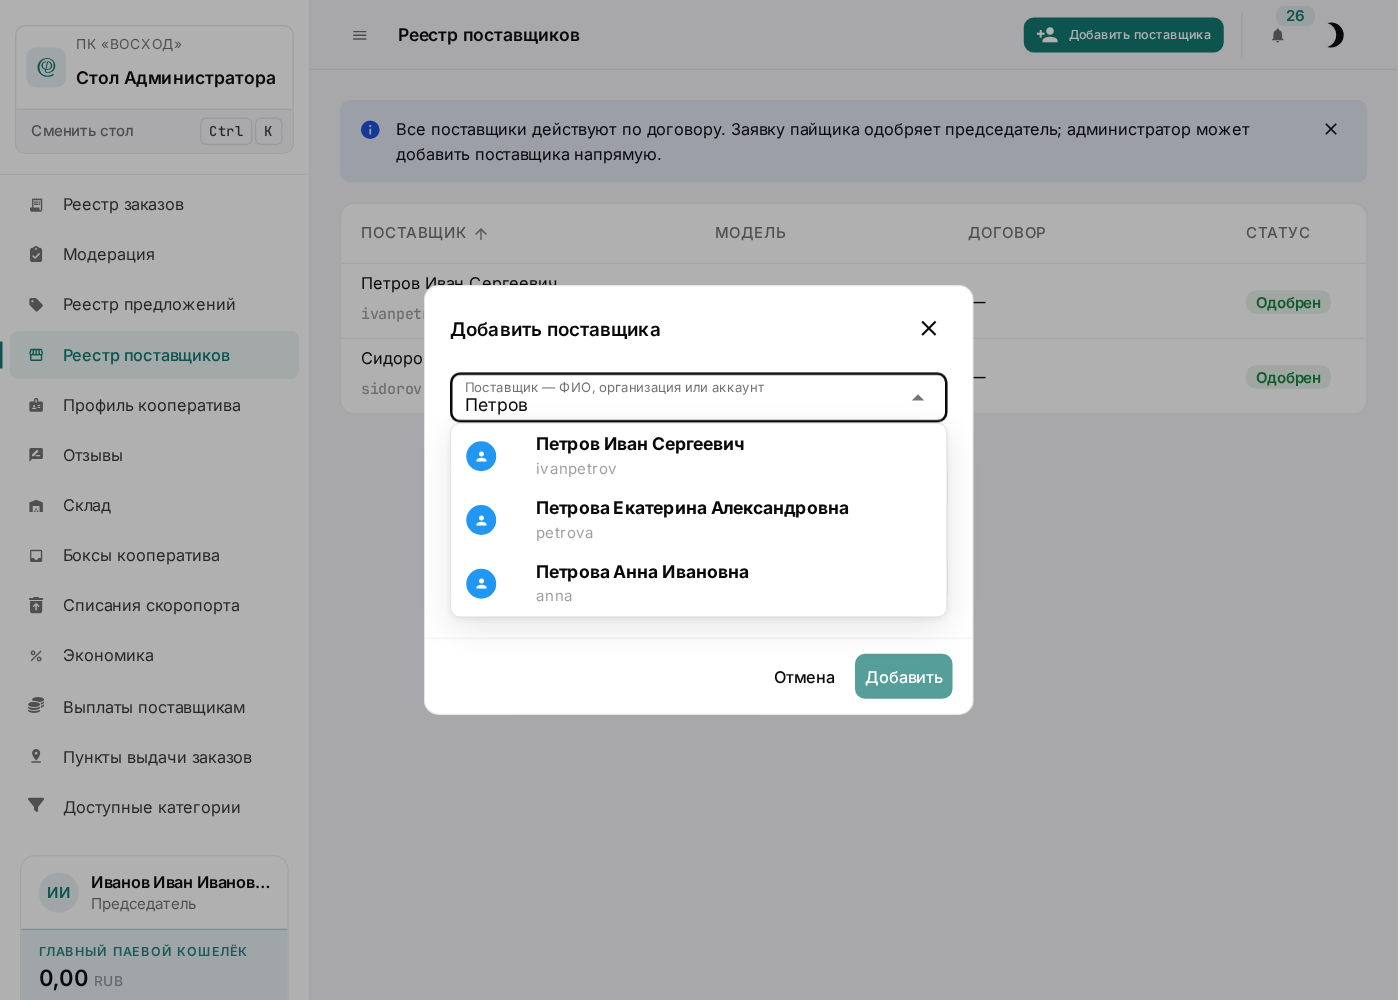 ПК «ВОСХОД»
Стол Администратора
Сменить стол
Ctrl K
Реестр заказов
Модерация
Реестр предложений
Реестр поставщиков
Профиль кооператива
Отзывы
Склад
Боксы кооператива
Списания скоропорта
Экономика
Выплаты поставщикам
Пункты выдачи заказов
Доступные категории
ИИ
Иванов Иван Иванов...
Председатель
ГЛАВНЫЙ ПАЕВОЙ КОШЕЛЁК
0,00 RUB
Реестр поставщиков
Добавить поставщика
26
Все поставщики действуют по договору. Заявку пайщика одобряет председатель; администратор может
добавить поставщика напрямую.
ПОСТАВЩИК МОДЕЛЬ ДОГОВОР СТАТУС
Петров Иван Сергеевич
— Одобрен
— Одобрен
Добавить поставщика
Поставщик — ФИО, организация или аккаунт
Петров
Петров Иван Сергеевич
ivanpetrov
Петрова Екатерина Александровна
petrova
Петрова Анна Ивановна
anna
Отмена Добавить